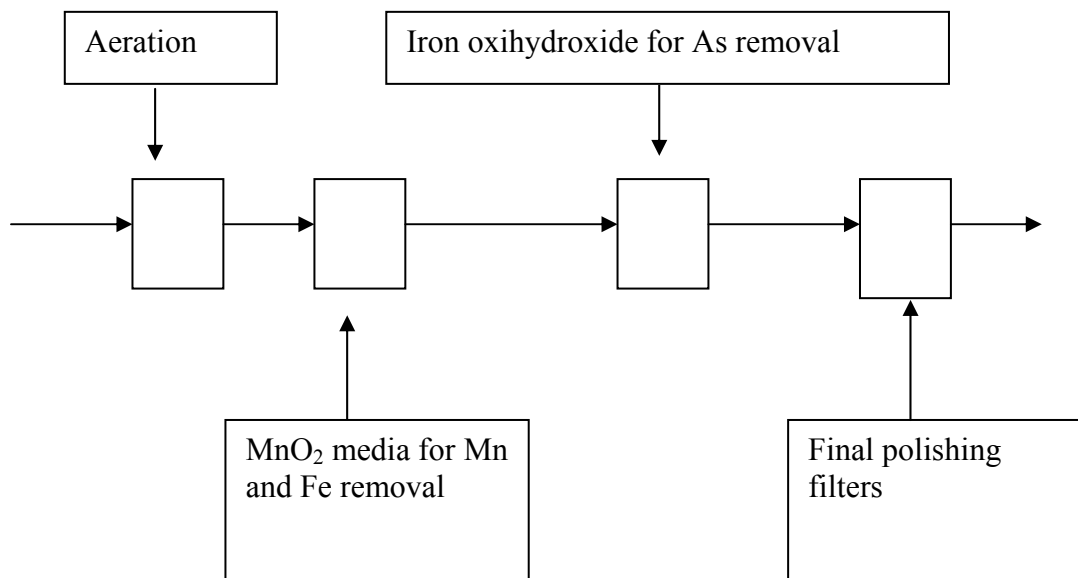 Aeration
Iron oxihydroxide for As removal
MnO₂ media for Mn
and Fe removal
Final polishing
filters